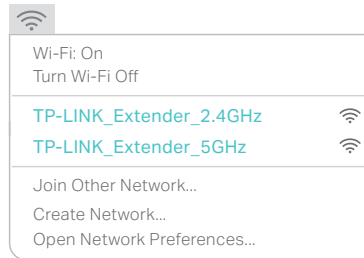 Wi-Fi: On
Turn Wi-Fi Off
TP-LINK_Extender_2.4GHz
TP-LINK_Extender_5GHz
Join Other Network...
Create Network...
Open Network Preferences...